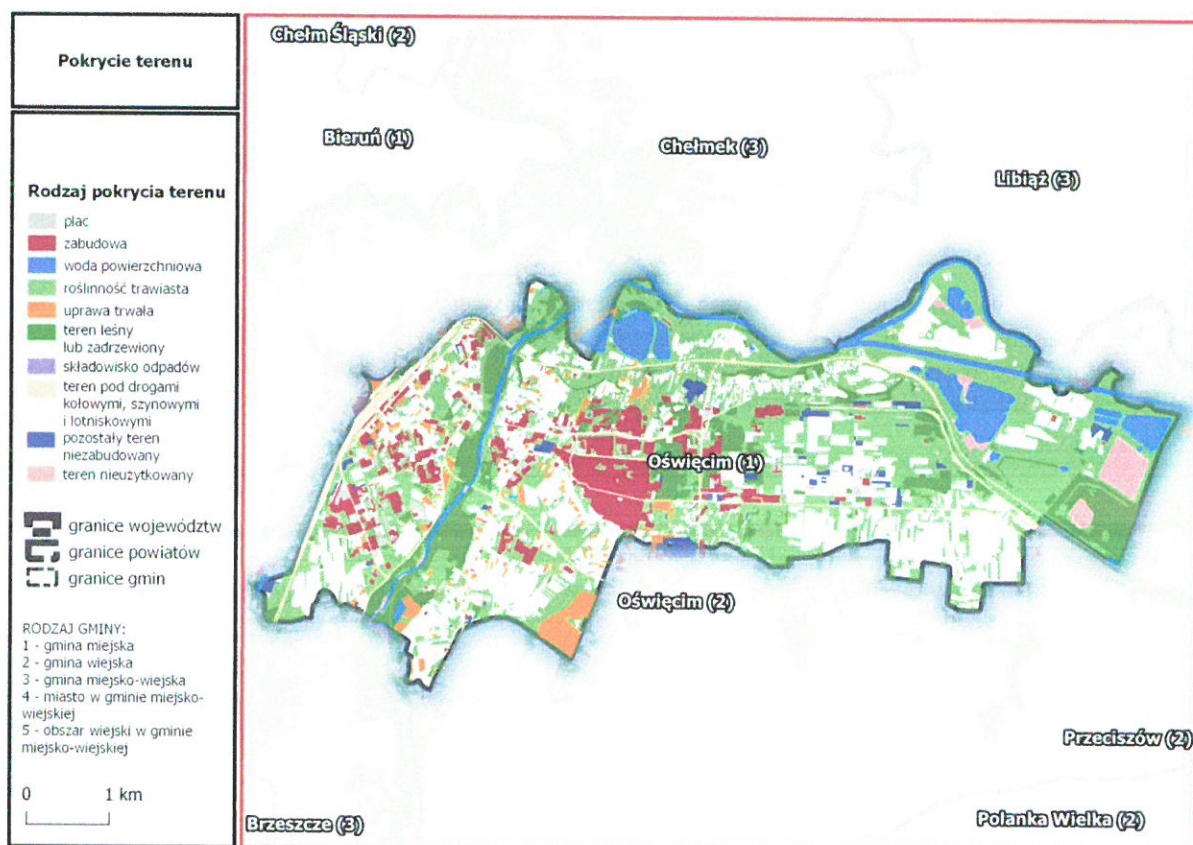 Pokrycie terenu
Rodzaj pokrycia terenu
plac
zabudowa
woda powierzchniowa
roślinność trawiasta
uprawa trwała
teren leśny
lub zadrzewiony
składowisko odpadów
teren pod drogami
kołowymi, szynowymi
i lotniskowymi
pozostały teren
niezabudowany
teren nieużytkowany
granice województw
granice powiatów
granice gmin
RODZAJ GMINY:
1 - gmina miejska
2 - gmina wiejska
3 - gmina miejsko-wiejska
4 - miasto w gminie miejsko-
wiejskiej
5 - obszar wiejski w gminie
miejsko-wiejskiej
0 1 km
Chełm Śląski (2)
Bieruń (1)
Chełmek (3)
Libiąż (3)
Oświęcim (1)
Oświęcim (2)
Przeciszów (2)
Polanka Wielka (2)
Brzeszcze (3)